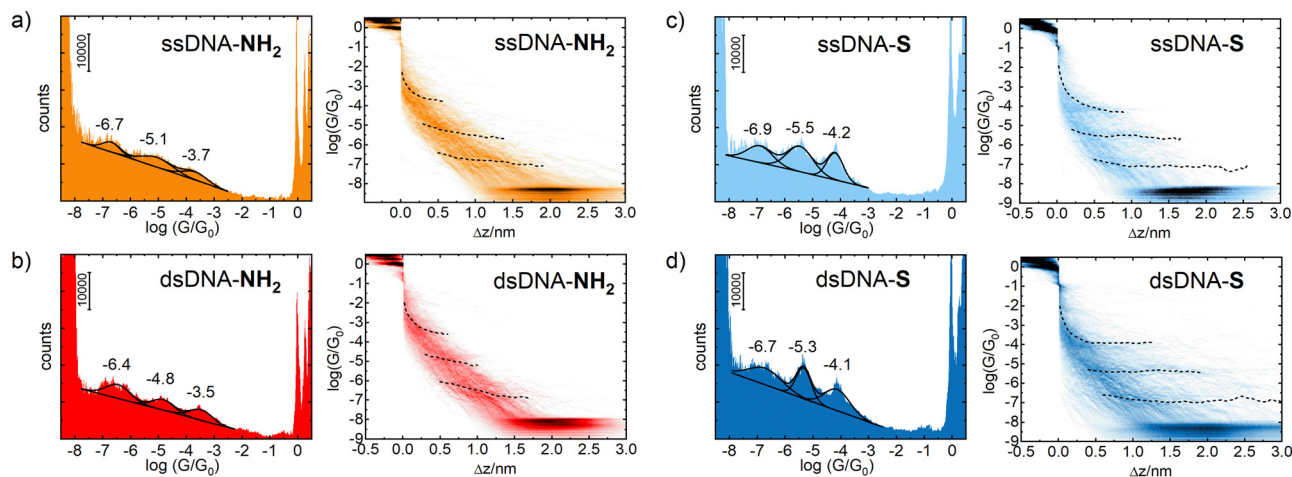 a)
ssDNA-NH2
10000
counts
-6.7
-5.1
-3.7
-8 -7 -6 -5 -4 -3 -2 -1 0
log (G/G0)
ssDNA-NH2
log(G/G0)
0
-1
-2
-3
-4
-5
-6
-7
-8
0.0 0.5 1.0 1.5 2.0 2.5 3.0
Δz/nm
c)
ssDNA-S
10000
counts
-6.9
-5.5
-4.2
-8 -7 -6 -5 -4 -3 -2 -1 0
log (G/G0)
ssDNA-S
log(G/G0)
0
-1
-2
-3
-4
-5
-6
-7
-8
-9
-0.5 0.0 0.5 1.0 1.5 2.0 2.5 3.0
Δz/nm
b)
dsDNA-NH2
10000
counts
-6.4
-4.8
-3.5
-8 -7 -6 -5 -4 -3 -2 -1 0
log (G/G0)
dsDNA-NH2
log(G/G0)
0
-1
-2
-3
-4
-5
-6
-7
-8
-9
-0.5 0.0 0.5 1.0 1.5 2.0 2.5 3.0
Δz/nm
d)
dsDNA-S
10000
counts
-6.7
-5.3
-4.1
-8 -7 -6 -5 -4 -3 -2 -1 0
log (G/G0)
dsDNA-S
log(G/G0)
0
-1
-2
-3
-4
-5
-6
-7
-8
-9
-0.5 0.0 0.5 1.0 1.5 2.0 2.5 3.0
Δz/nm